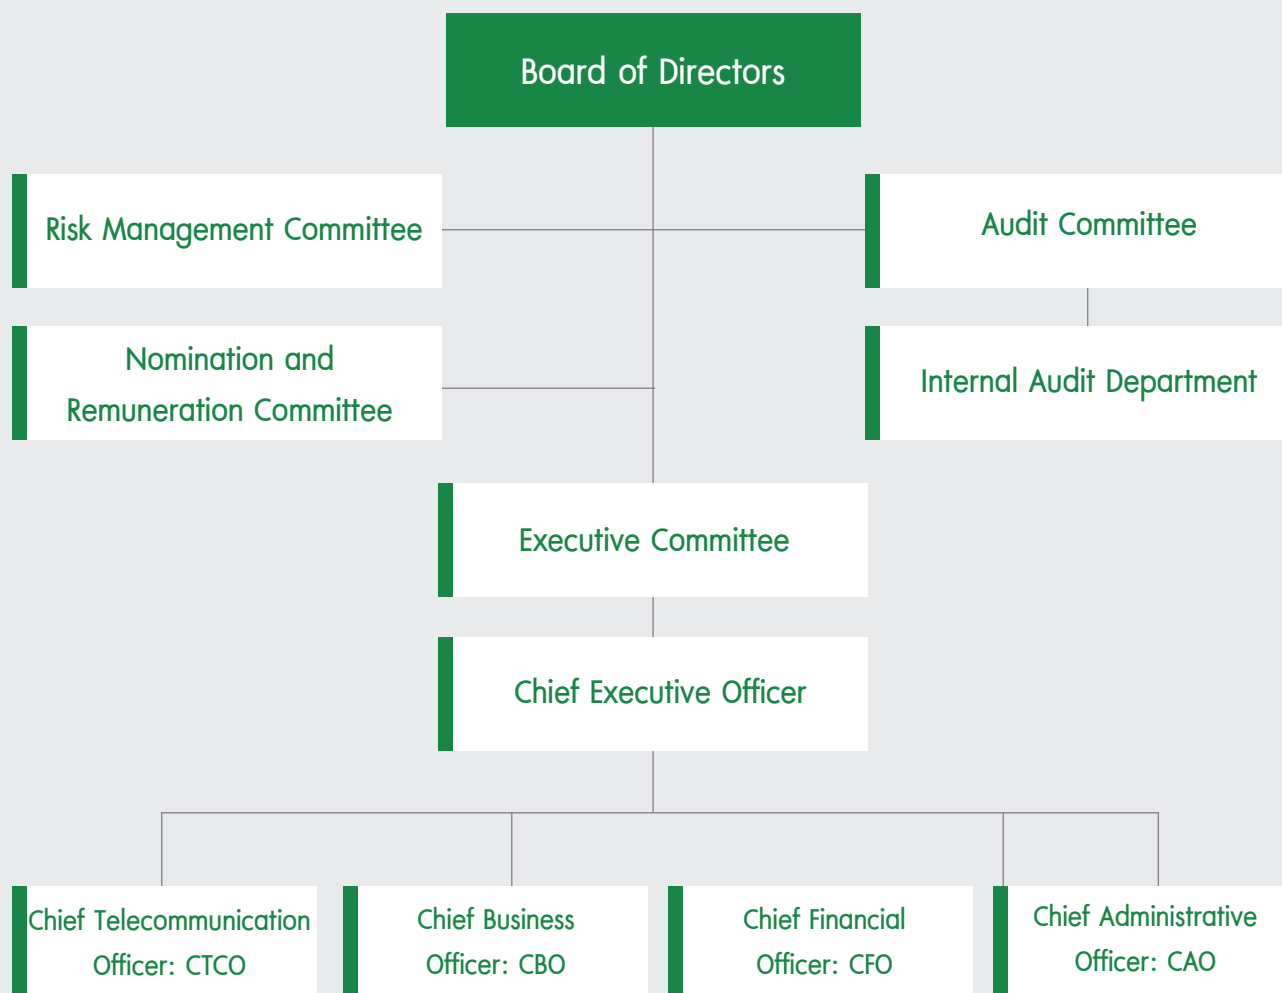 Board of Directors
Risk Management Committee
Audit Committee
Nomination and
Remuneration Committee
Internal Audit Department
Executive Committee
Chief Executive Officer
Chief Telecommunication
Officer: CTCO
Chief Business
Officer: CBO
Chief Financial
Officer: CFO
Chief Administrative
Officer: CAO